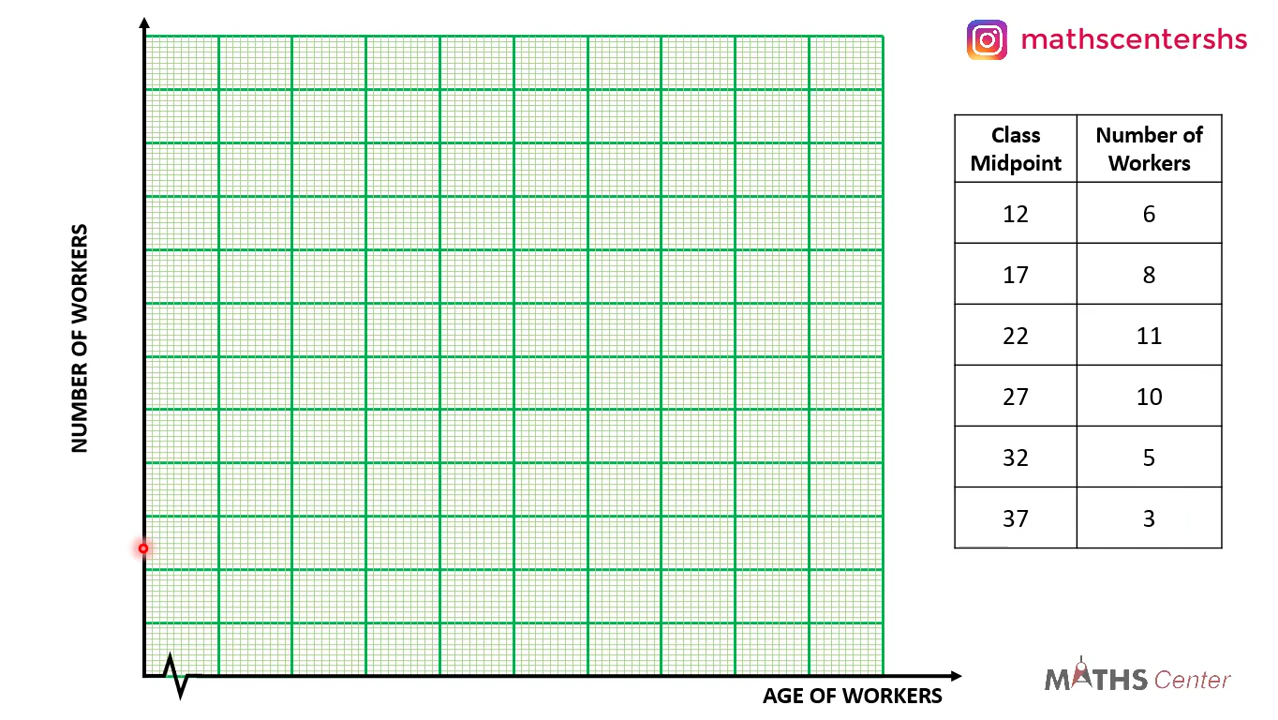 mathscentershs
NUMBER OF WORKERS
Class Midpoint Number of Workers
12 6
17 8
22 11
27 10
32 5
37 3
AGE OF WORKERS
MATHS Center